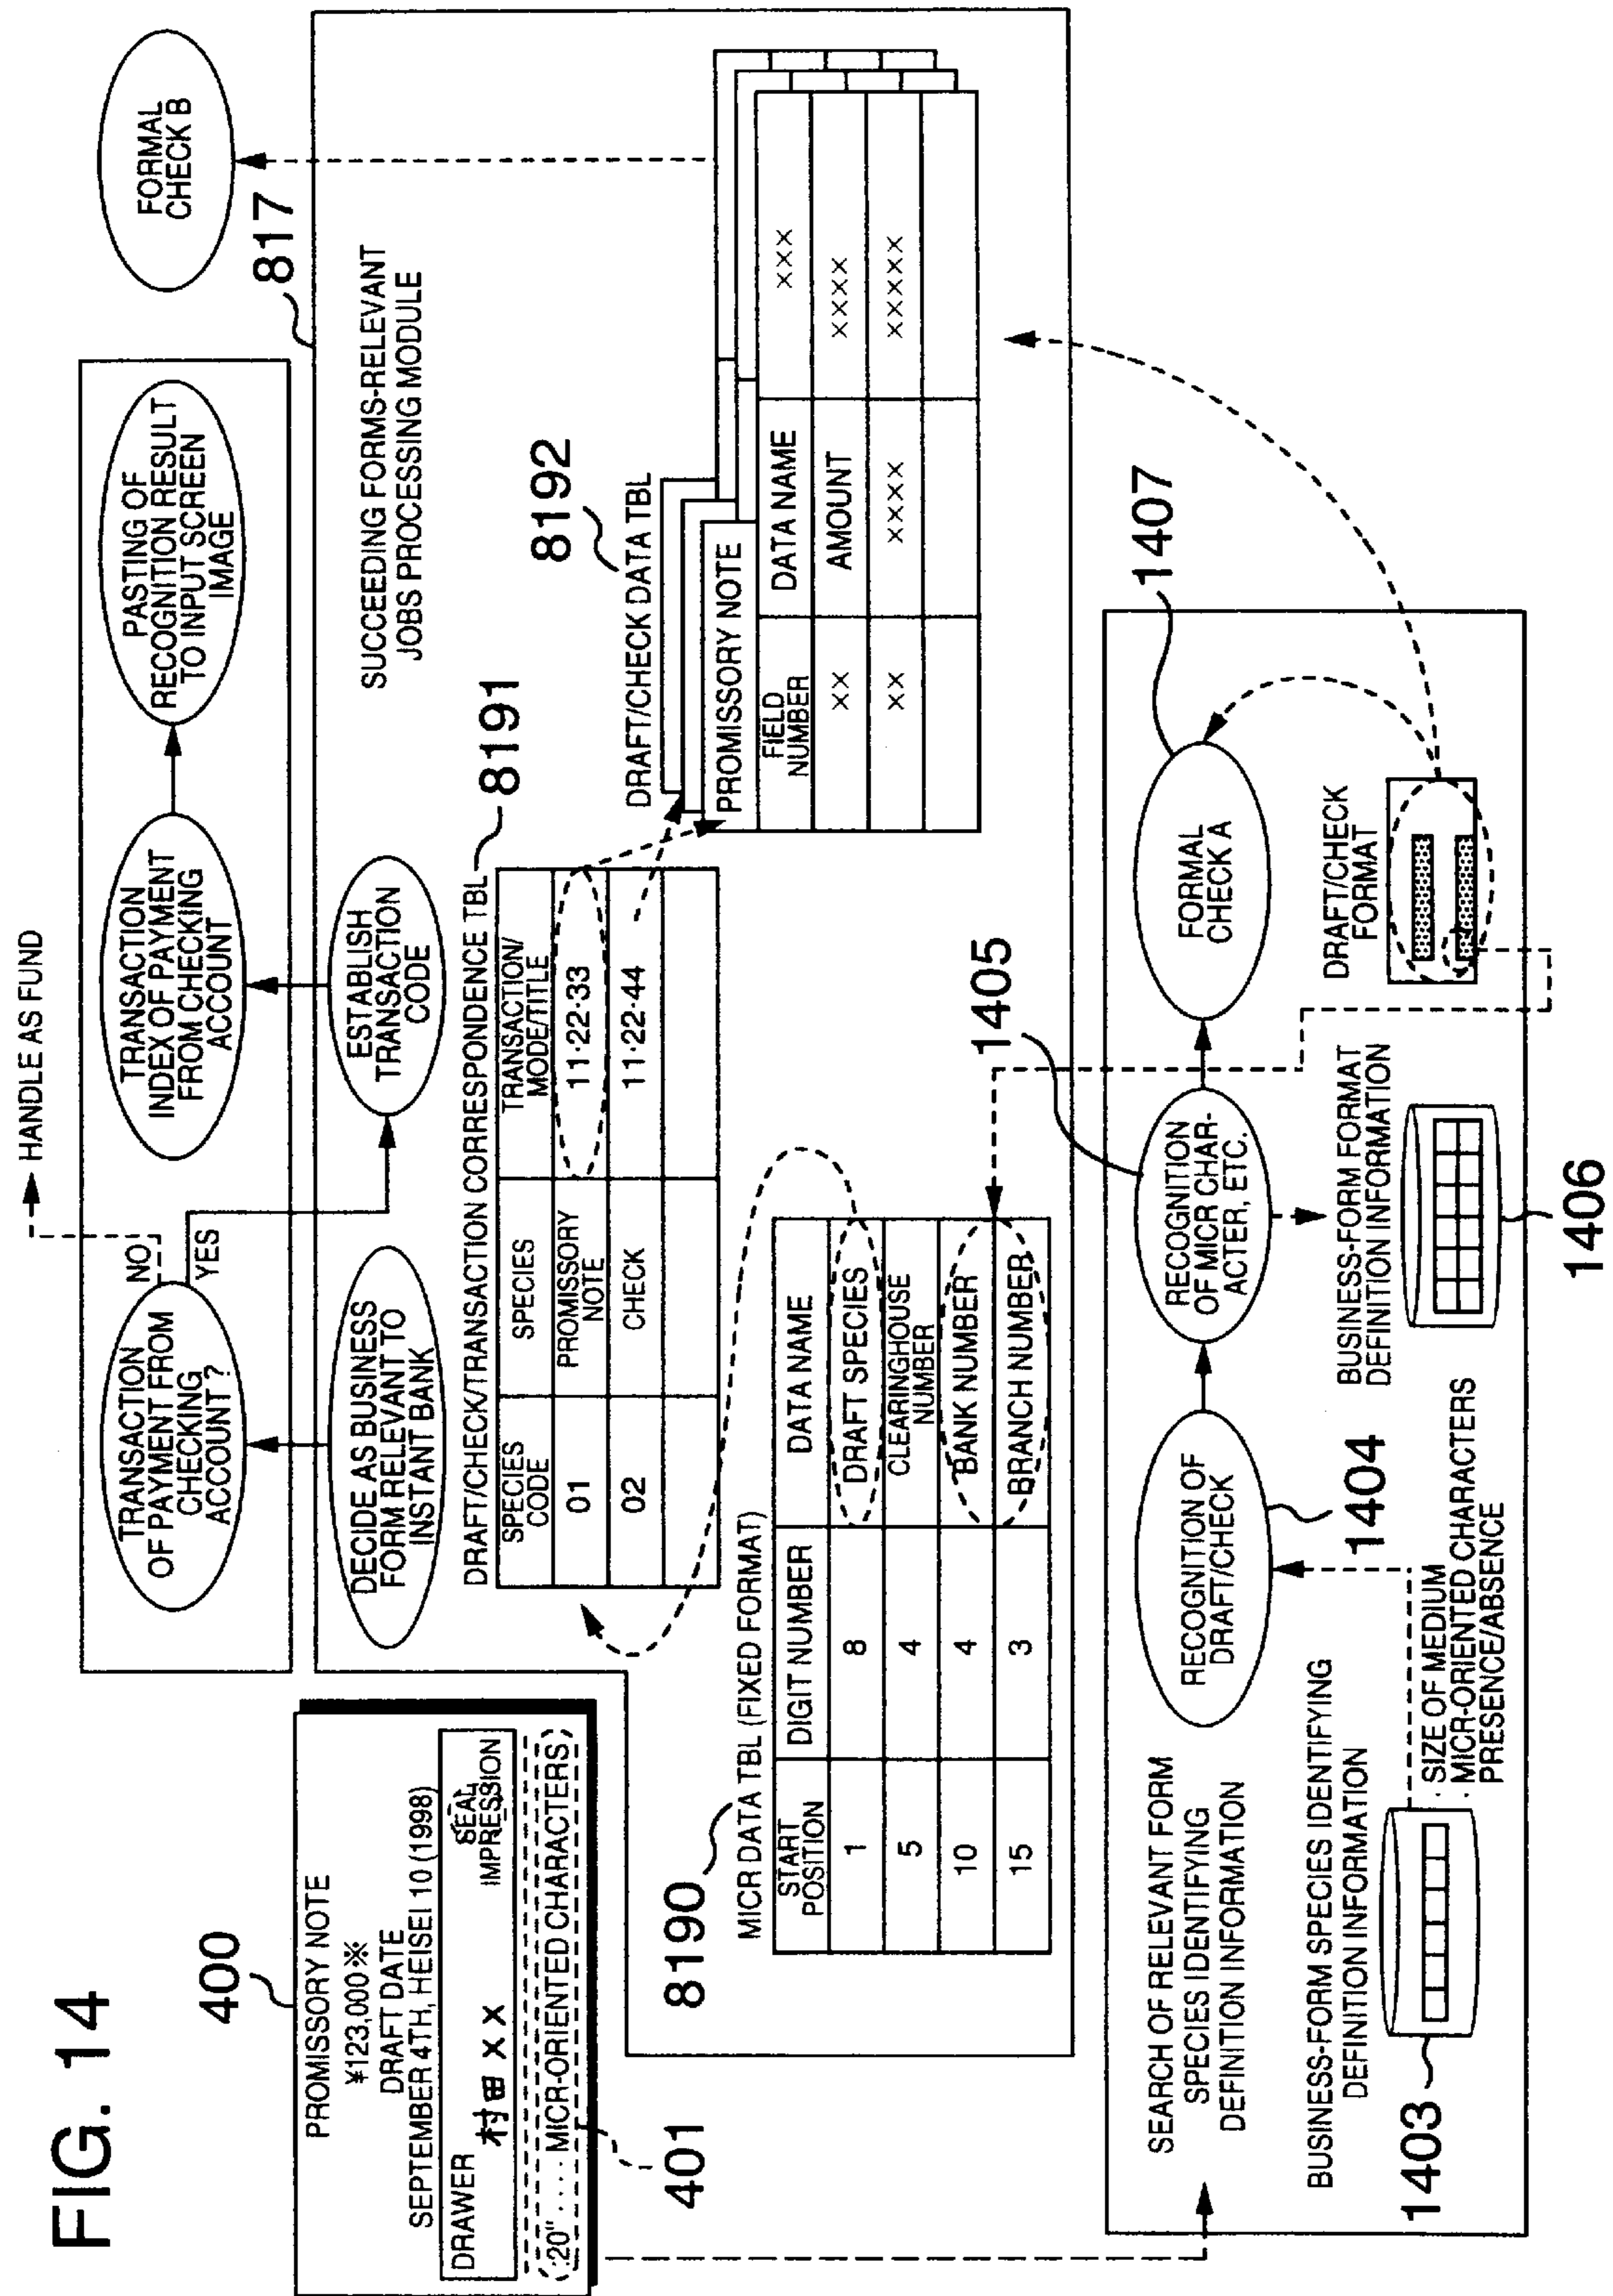 FIG. 14
400
PROMISSORY NOTE
¥123,000※
DRAFT DATE
SEPTEMBER 4TH, HEISEI 10 (1998)
DRAWER
村田 ××
SEAL
IMPRESSION
:20" ···· MICR-ORIENTED CHARACTERS
401
HANDLE AS FUND
TRANSACTION
OF PAYMENT FROM
CHECKING
ACCOUNT ?
NO
YES
TRANSACTION
INDEX OF PAYMENT
FROM CHECKING
ACCOUNT
PASTING OF
RECOGNITION RESULT
TO INPUT SCREEN
IMAGE
FORMAL
CHECK B
817
DECIDE AS BUSINESS
FORM RELEVANT TO
INSTANT BANK
ESTABLISH
TRANSACTION
CODE
SUCCEEDING FORMS-RELEVANT
JOBS PROCESSING MODULE
DRAFT/CHECK/TRANSACTION CORRESPONDENCE TBL
8191
SPECIES
CODE
SPECIES
TRANSACTION/
MODE/TITLE
01
PROMISSORY
NOTE
11·22·33
02
CHECK
11·22·44
8192
DRAFT/CHECK DATA TBL
PROMISSORY NOTE
FIELD
NUMBER
DATA NAME
×××
××
AMOUNT
××××
××
××××
×××××
8190
MICR DATA TBL (FIXED FORMAT)
START
POSITION
DIGIT NUMBER
DATA NAME
1
8
DRAFT SPECIES
5
4
CLEARINGHOUSE
NUMBER
10
4
BANK NUMBER
15
3
BRANCH NUMBER
SEARCH OF RELEVANT FORM
SPECIES IDENTIFYING
DEFINITION INFORMATION
RECOGNITION OF
DRAFT/CHECK
1404
RECOGNITION
OF MICR CHAR-
ACTER, ETC.
1405
FORMAL
CHECK A
1407
BUSINESS-FORM SPECIES IDENTIFYING
DEFINITION INFORMATION
1403
· SIZE OF MEDIUM
· MICR-ORIENTED CHARACTERS
PRESENCE/ABSENCE
BUSINESS-FORM FORMAT
DEFINITION INFORMATION
1406
DRAFT/CHECK
FORMAT